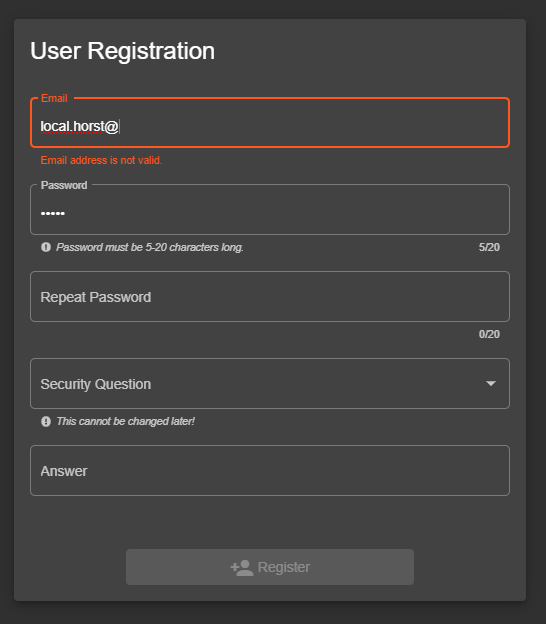 User Registration
Email
local.horst@
Email address is not valid.
Password
•••••
Password must be 5-20 characters long.
5/20
Repeat Password
0/20
Security Question
This cannot be changed later!
Answer
Register